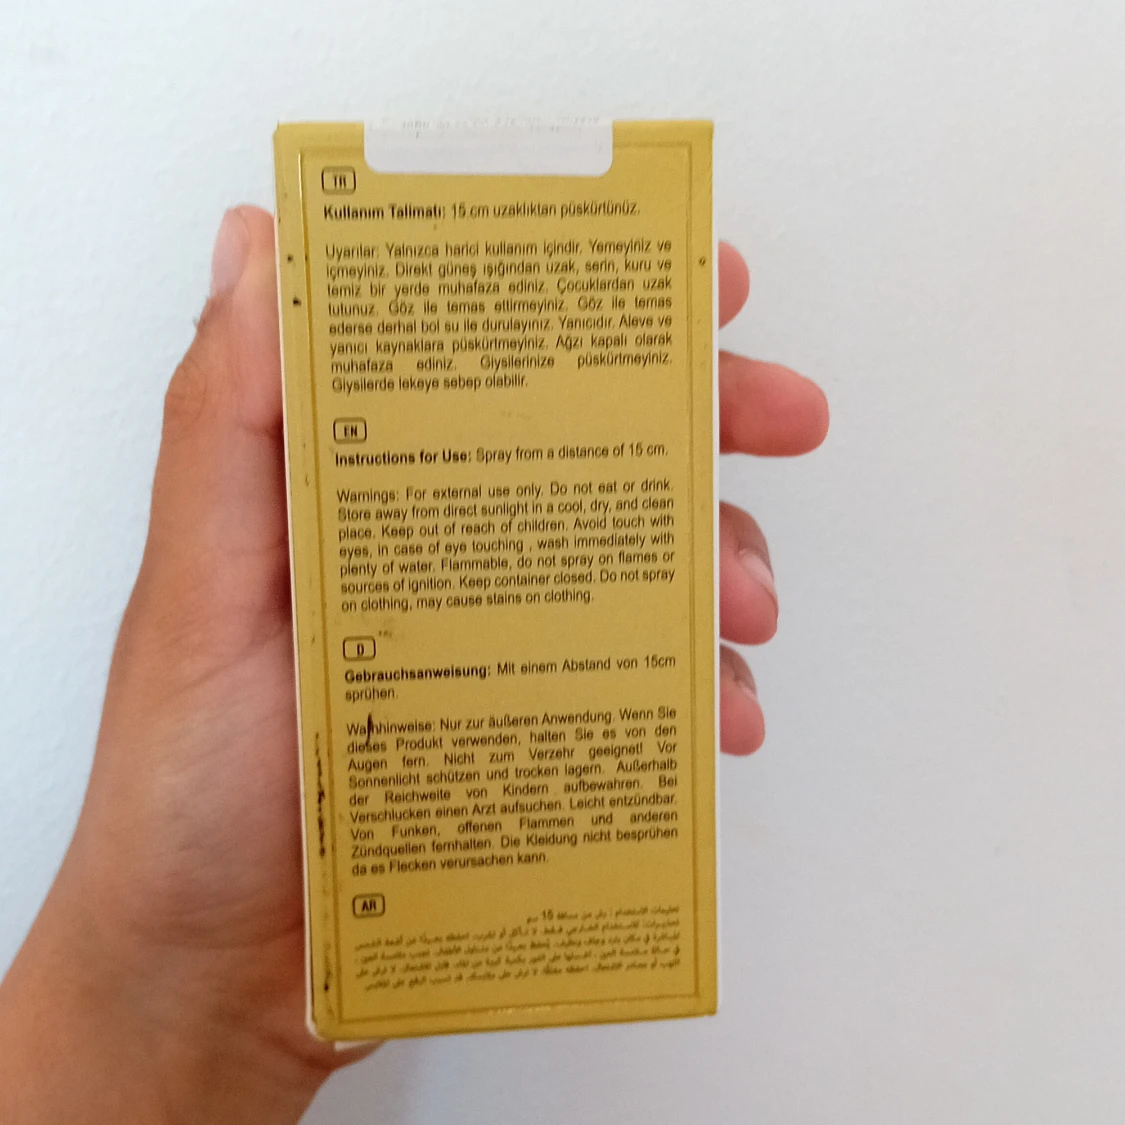 TR
Kullanım Talimatı: 15 cm uzaklıktan püskürtünüz.
Uyarılar: Yalnızca harici kullanım içindir. Yemeyiniz ve
içmeyiniz. Direkt güneş ışığından uzak, serin, kuru ve
temiz bir yerde muhafaza ediniz. Çocuklardan uzak
tutunuz. Göz ile temas ettirmeyiniz. Göz ile temas
ederse derhal bol su ile durulayınız. Yanıcıdır. Aleve ve
yanıcı kaynaklara püskürtmeyiniz. Ağzı kapalı olarak
muhafaza ediniz. Giysilerinize püskürtmeyiniz.
Giysilerde lekeye sebep olabilir.
EN
Instructions for Use: Spray from a distance of 15 cm.
Warnings: For external use only. Do not eat or drink.
Store away from direct sunlight in a cool, dry, and clean
place. Keep out of reach of children. Avoid touch with
eyes, in case of eye touching , wash immediately with
plenty of water. Flammable, do not spray on flames or
sources of ignition. Keep container closed. Do not spray
on clothing, may cause stains on clothing.
D
Gebrauchsanweisung: Mit einem Abstand von 15cm
sprühen.
Warnhinweise: Nur zur äußeren Anwendung. Wenn Sie
dieses Produkt verwenden, halten Sie es von den
Augen fern. Nicht zum Verzehr geeignet! Vor
Sonnenlicht schützen und trocken lagern. Außerhalb
der Reichweite von Kindern aufbewahren. Bei
Verschlucken einen Arzt aufsuchen. Leicht entzündbar.
Von Funken, offenen Flammen und anderen
Zündquellen fernhalten. Die Kleidung nicht besprühen
da es Flecken verursachen kann.
AR
تعليمات الاستخدام : رش من مسافة 15 سم